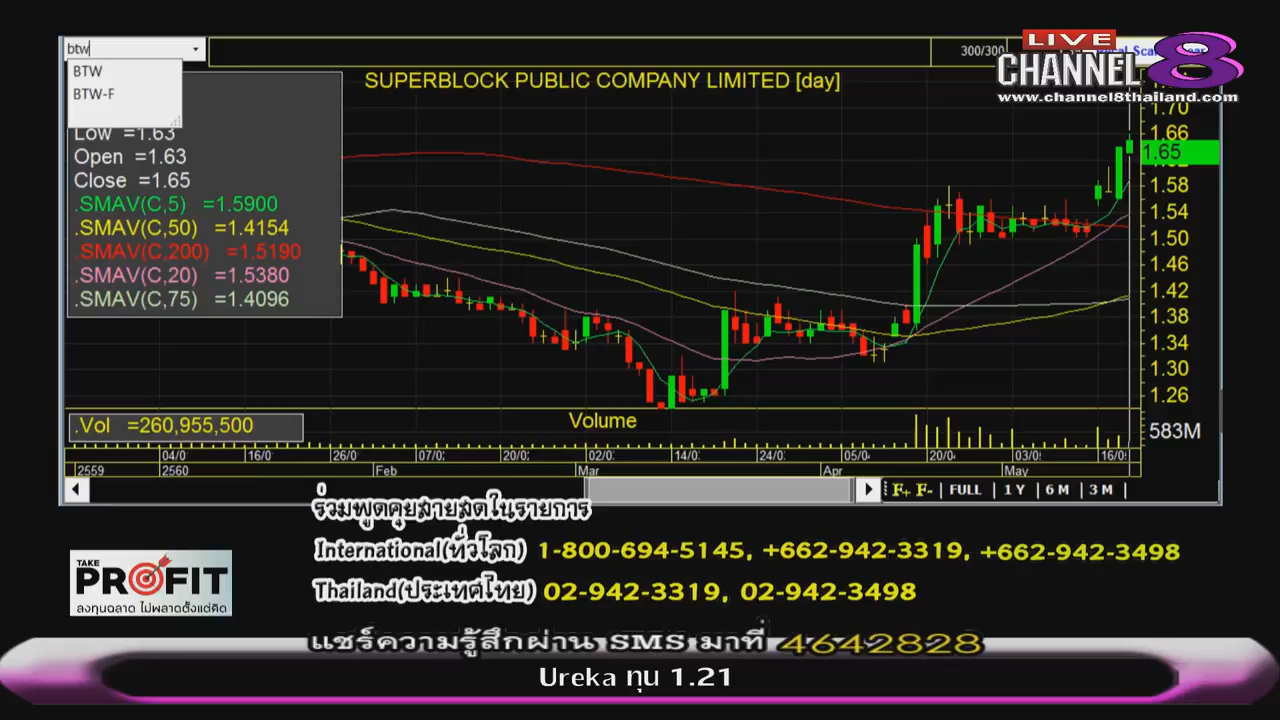 btw
BTW
BTW-F
300/300
LIVE
CHANNEL 8
www.channel8thailand.com
SUPERBLOCK PUBLIC COMPANY LIMITED [day]
Low =1.63
Open =1.63
Close =1.65
.SMAV(C,5) =1.5900
.SMAV(C,50) =1.4154
.SMAV(C,200) =1.5190
.SMAV(C,20) =1.5380
.SMAV(C,75) =1.4096
1.70
1.66
1.65
1.58
1.54
1.50
1.46
1.42
1.38
1.34
1.30
1.26
.Vol =260,955,500
Volume
583M
04/0 16/0 26/0 07/0 20/0 02/0 14/0 24/0 05/0 20/0 03/0 16/0
2559 2560 Feb Mar Apr May
F+ F- FULL 1 Y 6 M 3 M
0
ร่วมพูดคุยสายสดในรายการ
International(ทั่วโลก) 1-800-694-5145, +662-942-3319, +662-942-3498
Thailand(ประเทศไทย) 02-942-3319, 02-942-3498
TAKE
PROFIT
ลงทุนฉลาด ไม่พลาดตั้งแต่คิด
แชร์ความรู้สึกผ่าน SMS มาที่ 4642828
Ureka ทุน 1.21